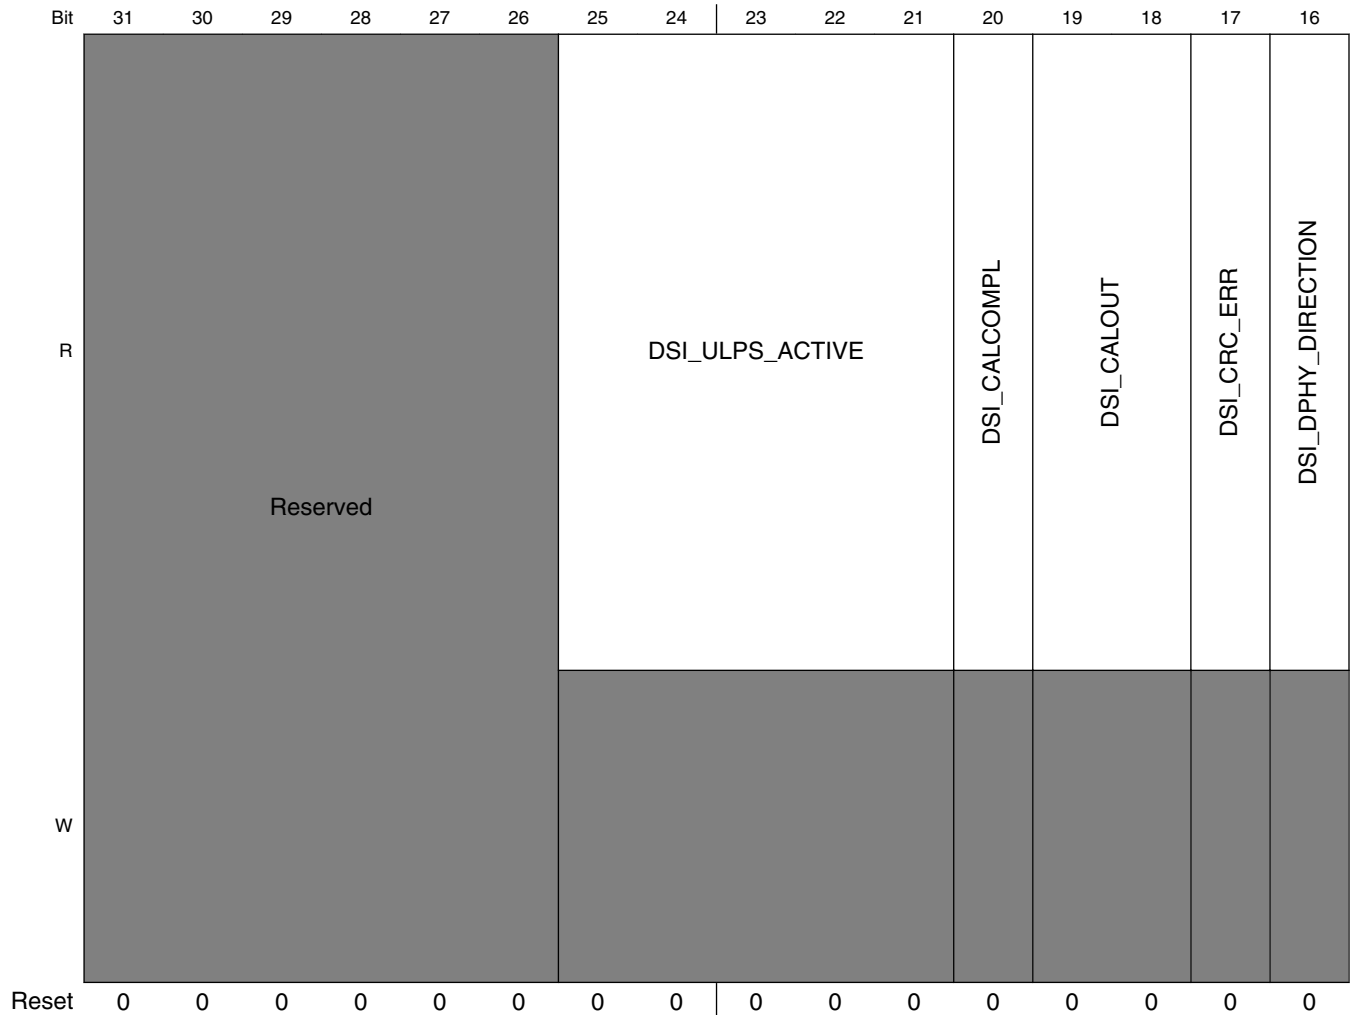 Bit 31 30 29 28 27 26 25 24 23 22 21 20 19 18 17 16
R
Reserved
DSI_ULPS_ACTIVE
DSI_CALCOMPL
DSI_CALOUT
DSI_CRC_ERR
DSI_DPHY_DIRECTION
W
Reset 0 0 0 0 0 0 0 0 0 0 0 0 0 0 0 0